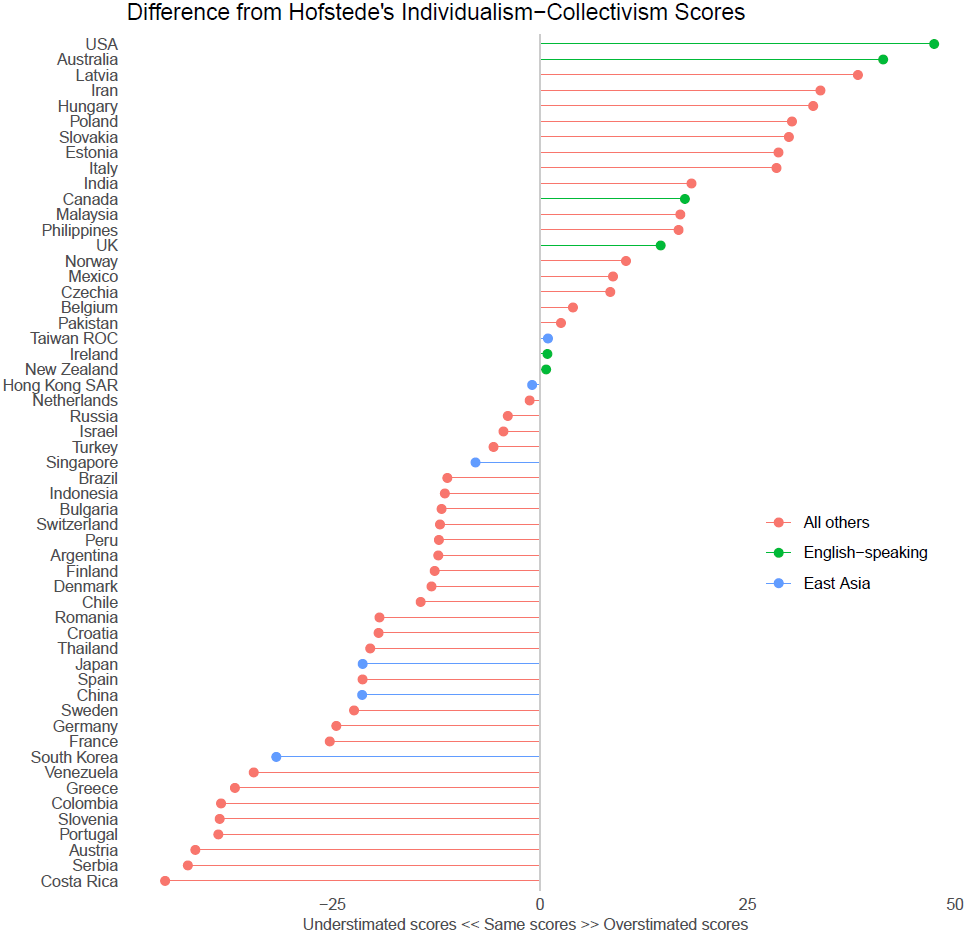 Difference from Hofstede's Individualism−Collectivism Scores
USA
Australia
Latvia
Iran
Hungary
Poland
Slovakia
Estonia
Italy
India
Canada
Malaysia
Philippines
UK
Norway
Mexico
Czechia
Belgium
Pakistan
Taiwan ROC
Ireland
New Zealand
Hong Kong SAR
Netherlands
Russia
Israel
Turkey
Singapore
Brazil
Indonesia
Bulgaria
Switzerland
Peru
Argentina
Finland
Denmark
Chile
Romania
Croatia
Thailand
Japan
Spain
China
Sweden
Germany
France
South Korea
Venezuela
Greece
Colombia
Slovenia
Portugal
Austria
Serbia
Costa Rica
All others
English−speaking
East Asia
−25 0 25 50
Understimated scores << Same scores >> Overstimated scores